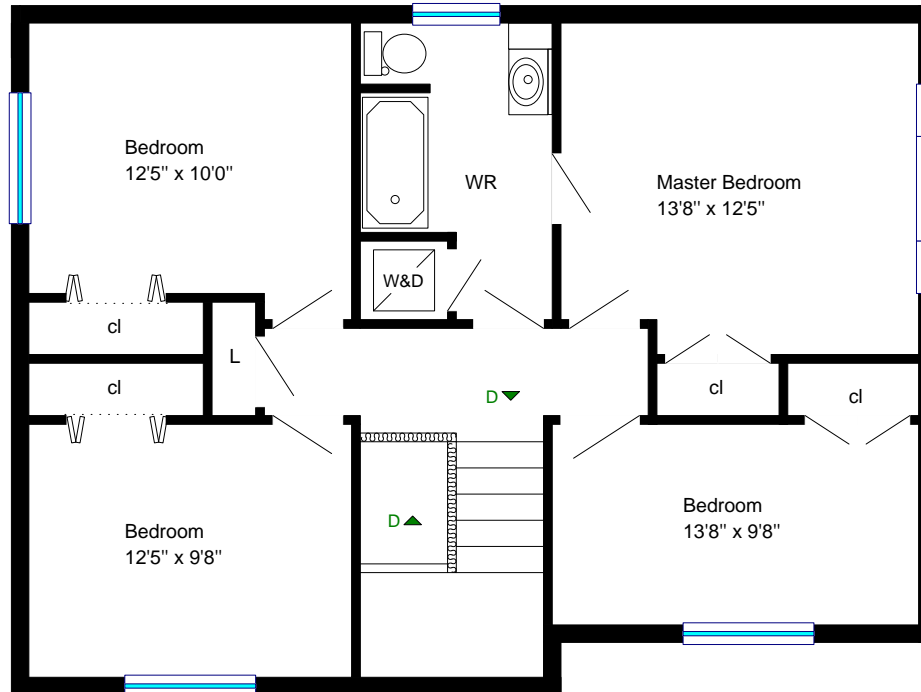 Bedroom
12'5" x 10'0"
WR
Master Bedroom
13'8" x 12'5"
W&D
cl
L
cl
cl
cl
D
Bedroom
12'5" x 9'8"
D
Bedroom
13'8" x 9'8"